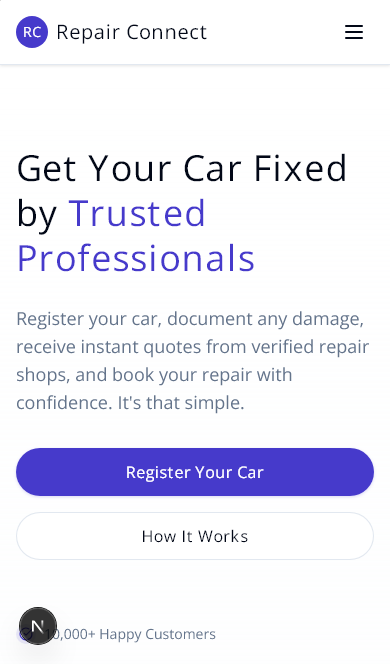 RC Repair Connect
Get Your Car Fixed
by Trusted
Professionals
Register your car, document any damage,
receive instant quotes from verified repair
shops, and book your repair with
confidence. It's that simple.
Register Your Car
How It Works
N 10,000+ Happy Customers